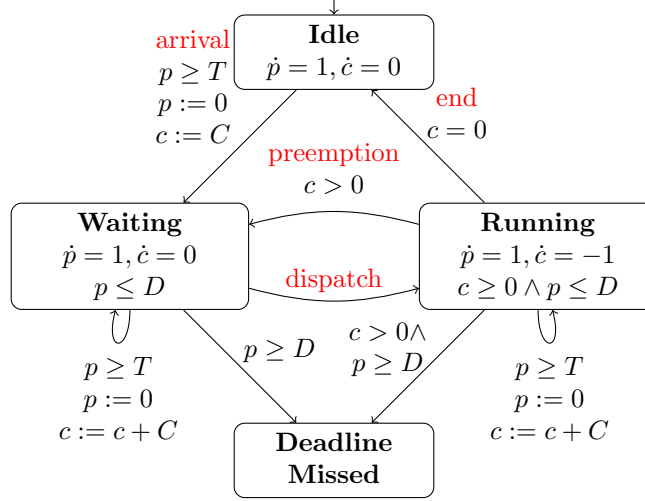 Idle
ṗ = 1, ċ = 0
arrival
p ≥ T
p := 0
c := C
end
c = 0
preemption
c > 0
Waiting
ṗ = 1, ċ = 0
p ≤ D
Running
ṗ = 1, ċ = −1
c ≥ 0 ∧ p ≤ D
dispatch
p ≥ D
c > 0∧
p ≥ D
p ≥ T
p := 0
c := c + C
p ≥ T
p := 0
c := c + C
Deadline
Missed